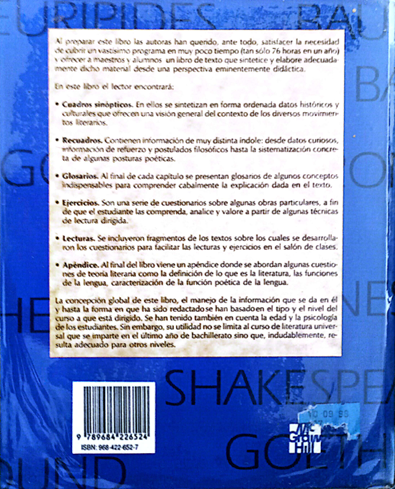 EURIPIDES
BAU
Al preparar este libro las autoras han querido, ante todo, satisfacer la necesidad
de cubrir un vastísimo programa en muy poco tiempo (tan sólo 76 horas en un año)
y ofrecer a maestros y alumnos un libro de texto que sintetice y elabore adecuada-
mente dicho material desde una perspectiva eminentemente didáctica.
En este libro el lector encontrará:
• Cuadros sinópticos. En ellos se sintetizan en forma ordenada datos históricos y
culturales que ofrecen una visión general del contexto de los diversos movimien-
tos literarios.
• Recuadros. Contienen información de muy distinta índole: desde datos curiosos,
información de refuerzo y postulados filosóficos hasta la sistematización concre-
ta de algunas posturas poéticas.
• Glosarios. Al final de cada capítulo se presentan glosarios de algunos conceptos
indispensables para comprender cabalmente la explicación dada en el texto.
• Ejercicios. Son una serie de cuestionarios sobre algunas obras particulares, a fin
de que el estudiante las comprenda, analice y valore a partir de algunas técnicas
de lectura dirigida.
• Lecturas. Se incluyeron fragmentos de los textos sobre los cuales se desarrolla-
ron los cuestionarios para facilitar las lecturas y ejercicios en el salón de clases.
• Apéndice. Al final del libro viene un apéndice donde se abordan algunas cuestio-
nes de teoría literaria como la definición de lo que es la literatura, las funciones
de la lengua, caracterización de la función poética de la lengua.
La concepción global de este libro, el manejo de la información que se da en él
y hasta la forma en que ha sido redactado se han basado en el tipo y el nivel del
curso a que está dirigido. Se han tenido también en cuenta la edad y la psicología
de los estudiantes. Sin embargo, su utilidad no se limita al curso de literatura univer-
sal que se imparte en el último año de bachillerato sino que, indudablemente, re-
sulta adecuado para otros niveles.
SHAKESPEA
9 789684 226524
ISBN: 968-422-652-7
Mc
Graw
Hill
GOETHE
OUND